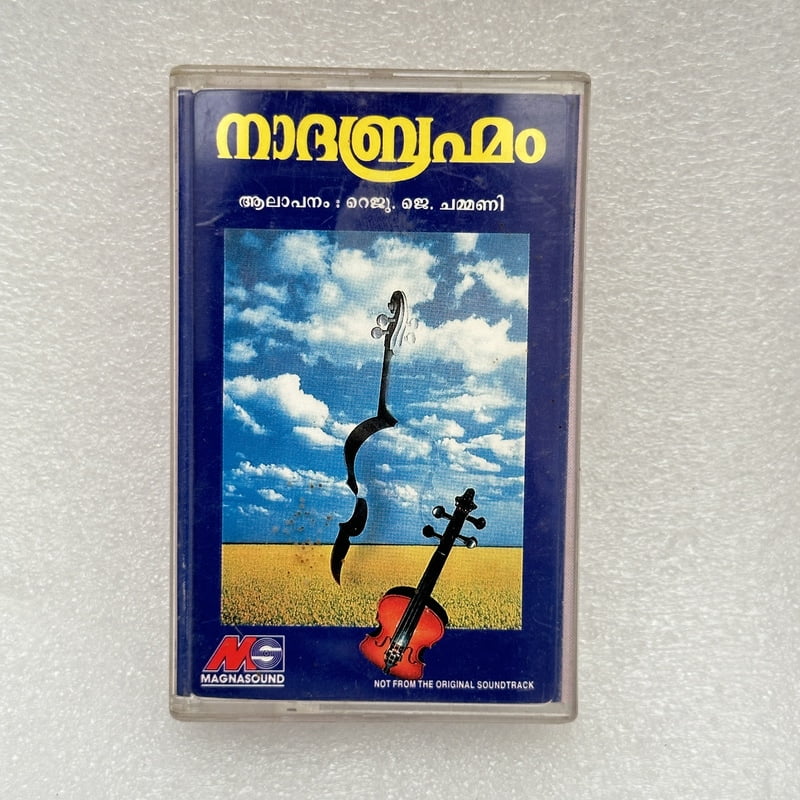 നാദബ്രഹ്മം
ആലാപനം : റെജു. ജെ. ചമ്മണി
MS
MAGNASOUND
NOT FROM THE ORIGINAL SOUNDTRACK